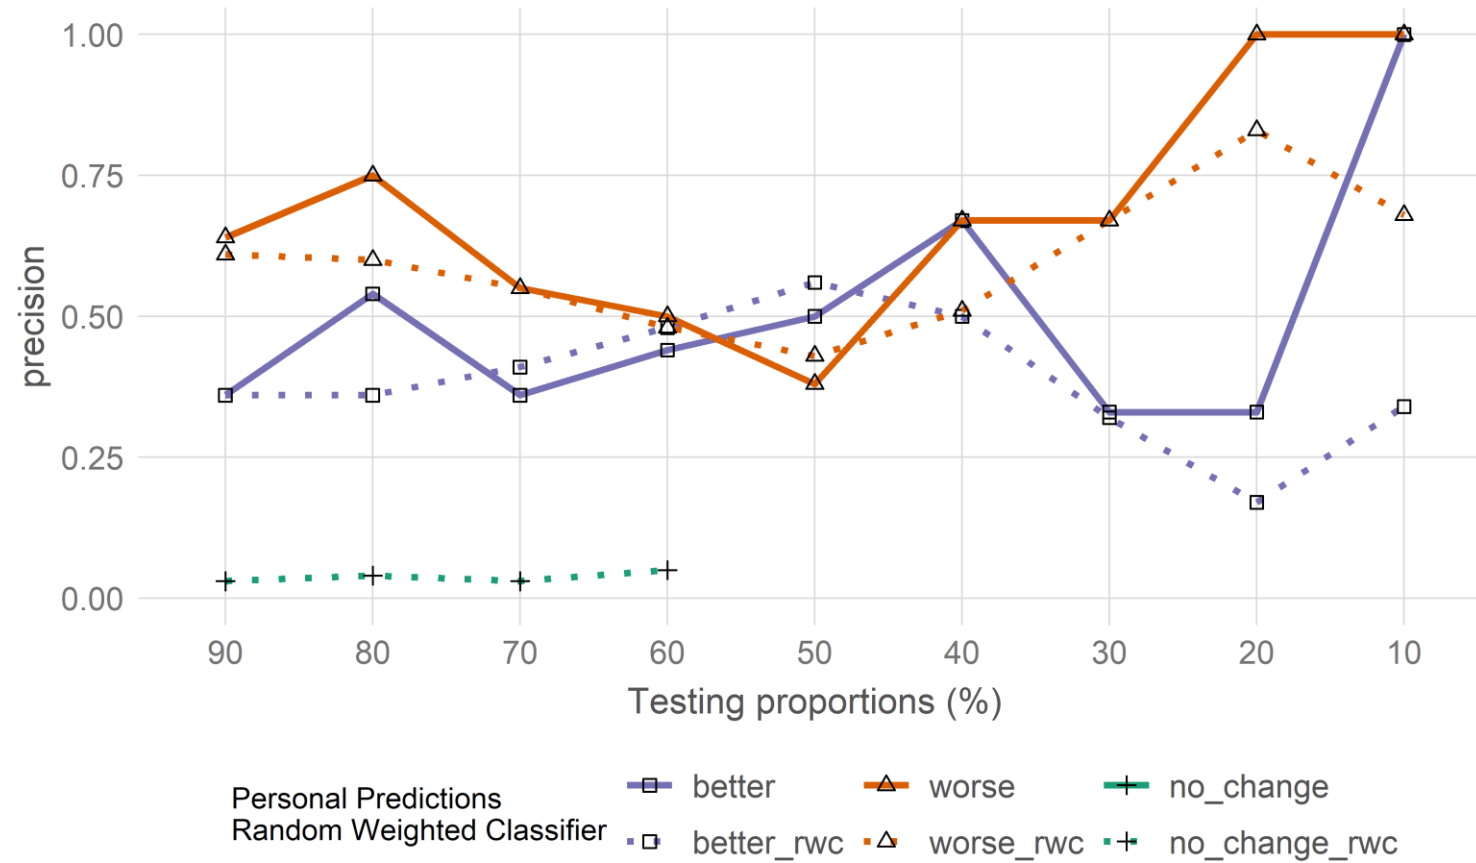 1.00
0.75
0.50
0.25
0.00
precision
90 80 70 60 50 40 30 20 10
Testing proportions (%)
Personal Predictions
Random Weighted Classifier
better worse no_change
better_rwc worse_rwc no_change_rwc